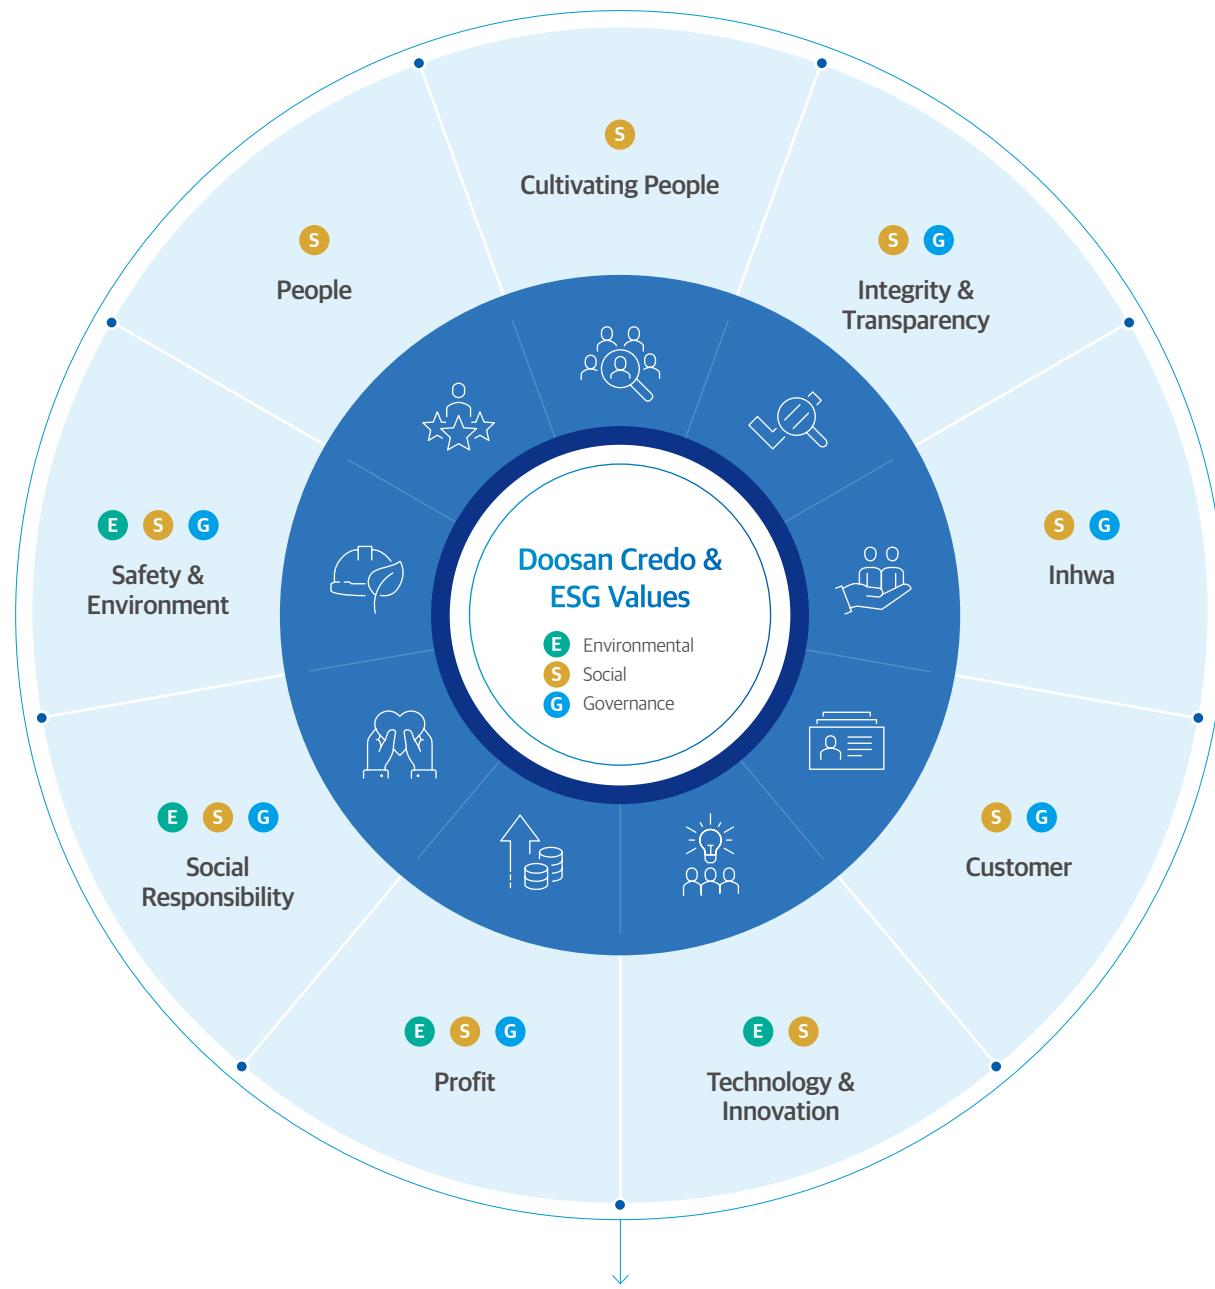 S
Cultivating People
S
People
S G
Integrity &
Transparency
E S G
Safety &
Environment
S G
Inhwa
Doosan Credo &
ESG Values
E Environmental
S Social
G Governance
E S G
Social
Responsibility
S G
Customer
E S G
Profit
E S
Technology &
Innovation